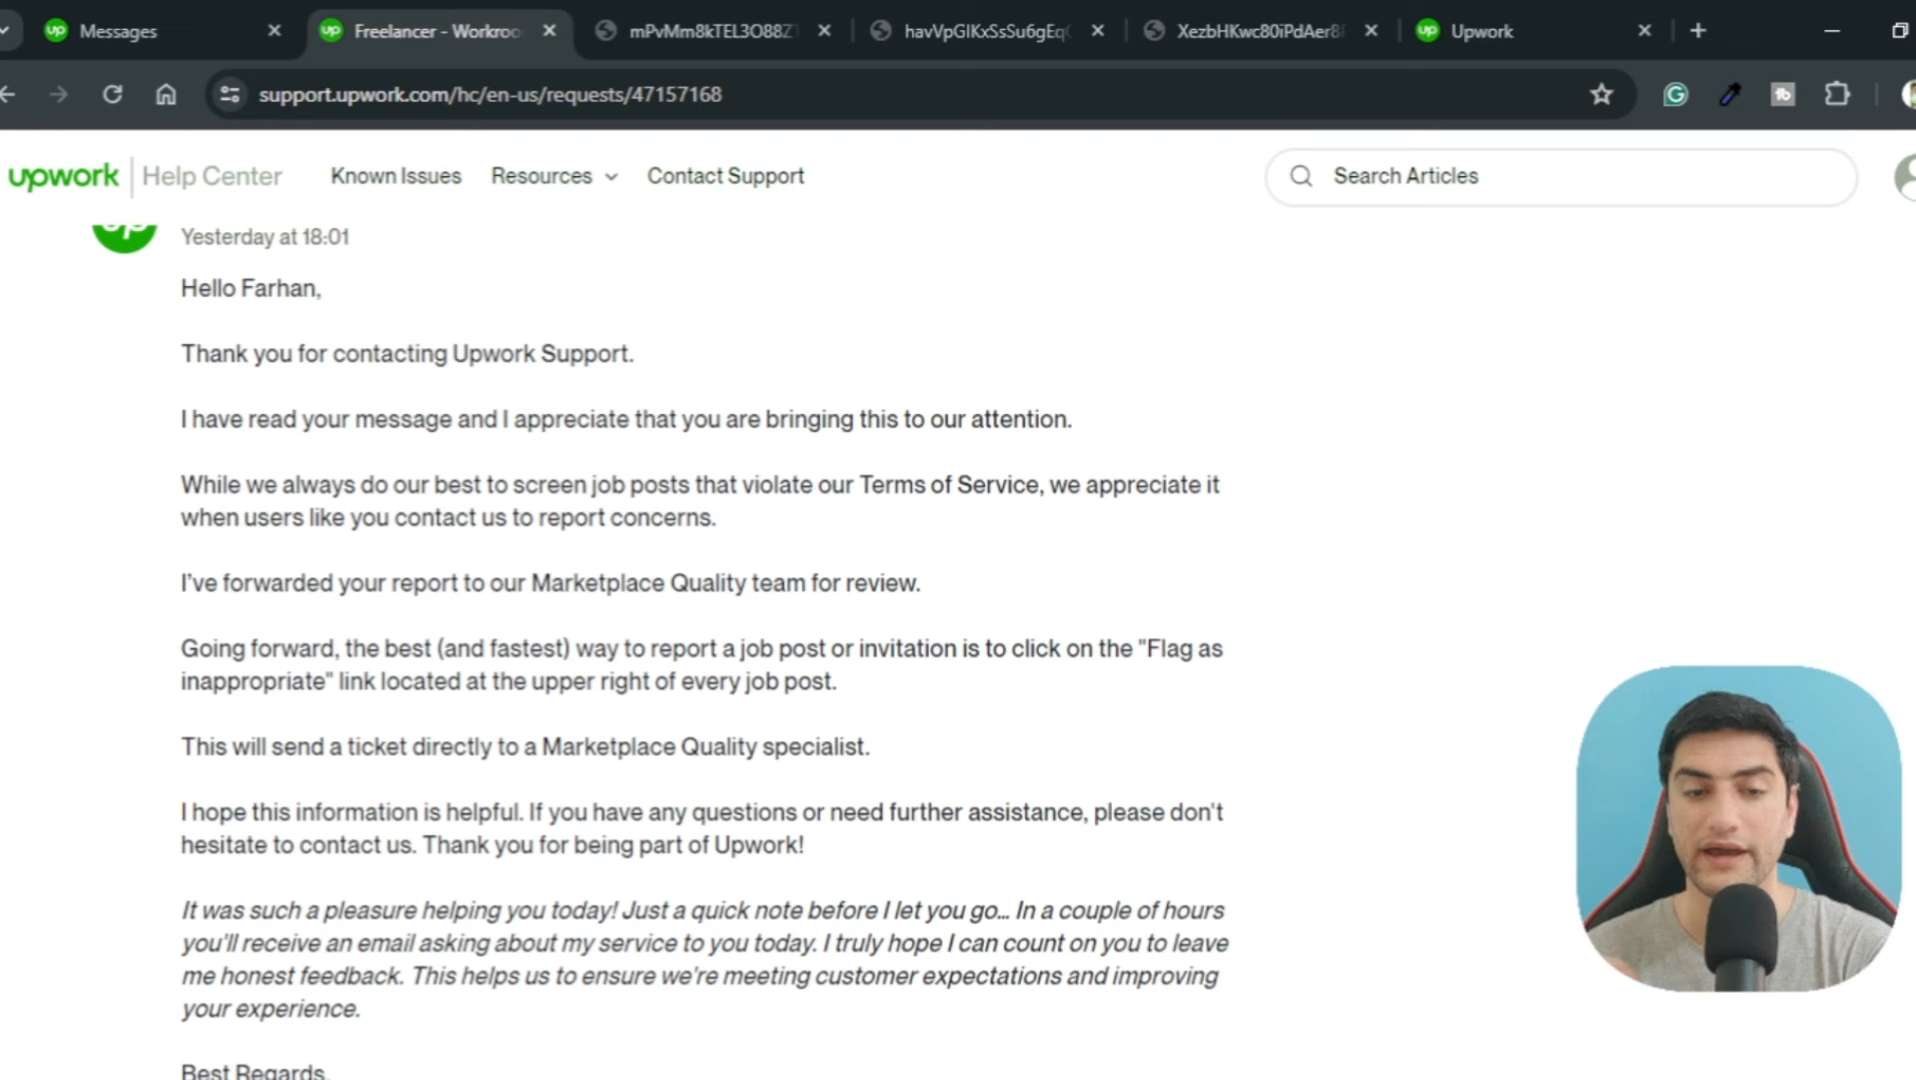 Messages
Freelancer - Workroo
mPvMm8kTEL3O88Z
Upwork
support.upwork.com/hc/en-us/requests/47157168
upwork
Help Center
Known Issues
Resources
Contact Support
Search Articles
Yesterday at 18:01
Hello Farhan,
Thank you for contacting Upwork Support.
I have read your message and I appreciate that you are bringing this to our attention.
While we always do our best to screen job posts that violate our Terms of Service, we appreciate it
when users like you contact us to report concerns.
I've forwarded your report to our Marketplace Quality team for review.
Going forward, the best (and fastest) way to report a job post or invitation is to click on the "Flag as
inappropriate" link located at the upper right of every job post.
This will send a ticket directly to a Marketplace Quality specialist.
I hope this information is helpful. If you have any questions or need further assistance, please don't
hesitate to contact us. Thank you for being part of Upwork!
It was such a pleasure helping you today! Just a quick note before I let you go... In a couple of hours
you'll receive an email asking about my service to you today. I truly hope I can count on you to leave
me honest feedback. This helps us to ensure we're meeting customer expectations and improving
your experience.
Best Regards,